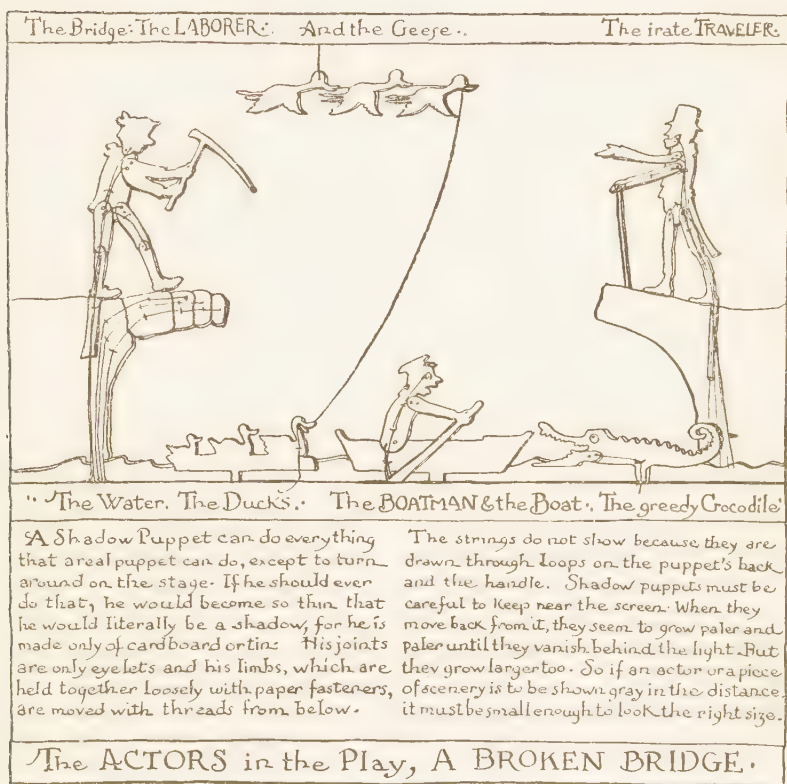 The Bridge: The LABORER:. And the Geese.. The irate TRAVELER:.
"The Water. The Ducks.. The BOATMAN & the Boat.. The greedy Crocodile"
A Shadow Puppet can do everything
that a real puppet can do, except to turn
around on the stage. If he should ever
do that, he would become so thin that
he would literally be a shadow, for he is
made only of cardboard or tin. His joints
are only eyelets and his limbs, which are
held together loosely with paper fasteners,
are moved with threads from below.
The strings do not show because they are
drawn through loops on the puppet's back
and the handle. Shadow puppets must be
careful to keep near the screen. When they
move back from it, they seem to grow paler and
paler until they vanish behind the light. But
they grow larger too. So if an actor or a piece
of scenery is to be shown gray in the distance,
it must be small enough to look the right size.
The ACTORS in the Play, A BROKEN BRIDGE.